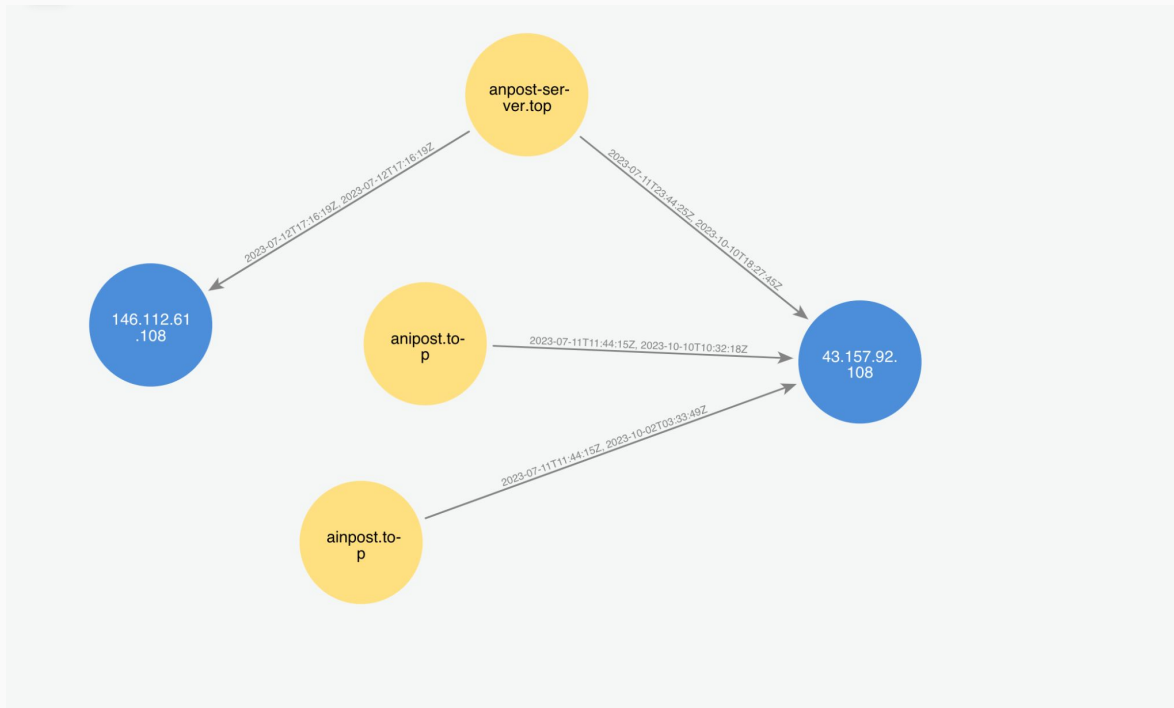 anpost-ser-
ver.top
2023-07-12T17:16:19Z, 2023-07-12T17:16:19Z
2023-07-11T23:44:25Z, 2023-10-10T18:27:45Z
146.112.61
.108
anipost.to-
p
2023-07-11T11:44:15Z, 2023-10-10T10:32:18Z
43.157.92.
108
2023-07-11T11:44:15Z, 2023-10-02T03:33:49Z
ainpost.to-
p